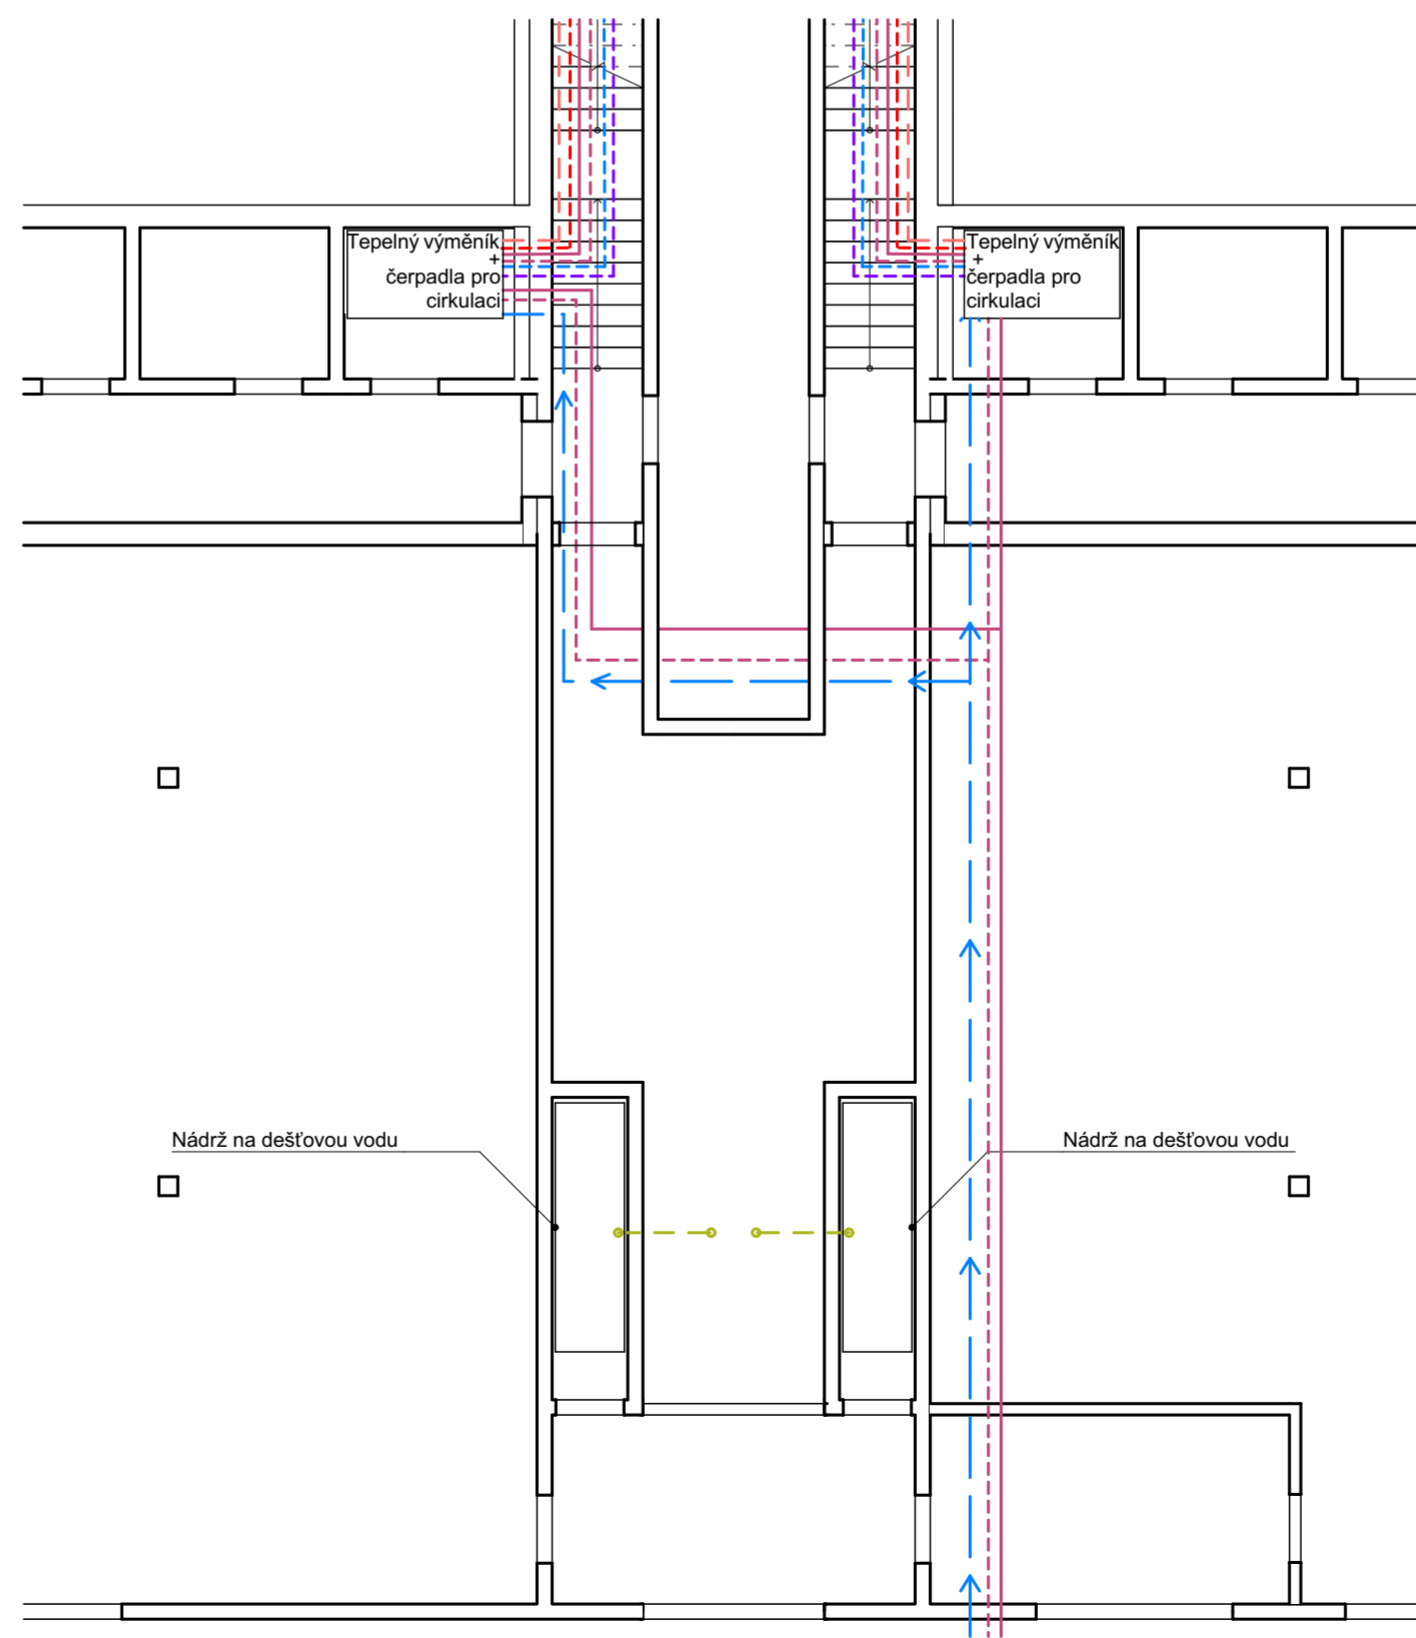 Tepelný výměník
+
čerpadla pro
cirkulaci
Tepelný výměník
+
čerpadla pro
cirkulaci
Nádrž na dešťovou vodu
Nádrž na dešťovou vodu